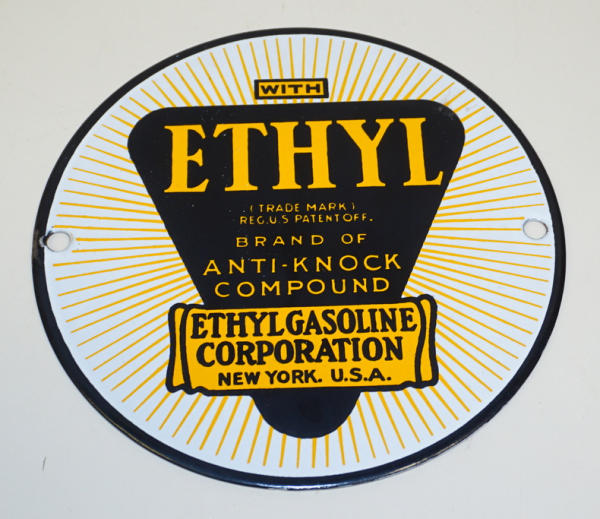 WITH
ETHYL
(TRADE MARK)
REG.U.S PATENT OFF.
BRAND OF
ANTI-KNOCK
COMPOUND
ETHYL GASOLINE
CORPORATION
NEW YORK. U.S.A.